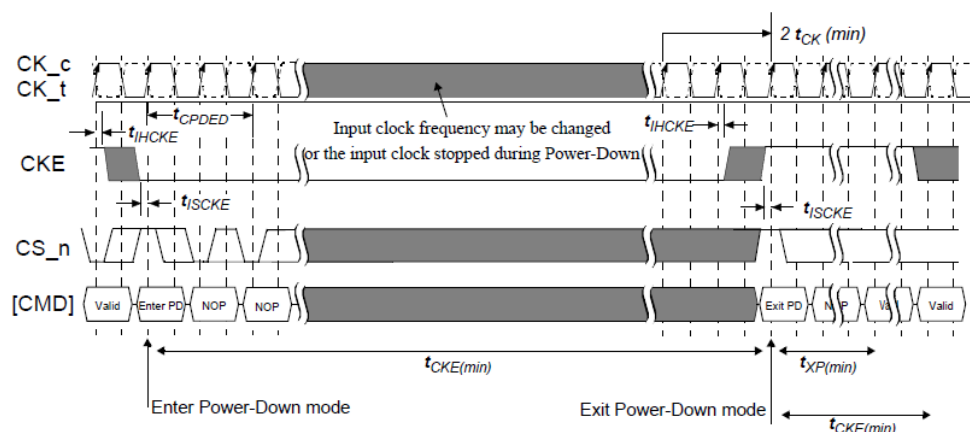 2 tCK (min)
CK_c
CK_t
tCPDED
tIHCKE
Input clock frequency may be changed
or the input clock stopped during Power-Down
tIHCKE
CKE
tISCKE
tISCKE
CS_n
[CMD]
Valid
Enter PD
NOP
NOP
Exit PD
Valid
tCKE(min)
tXP(min)
Enter Power-Down mode
Exit Power-Down mode
tCKE(min)